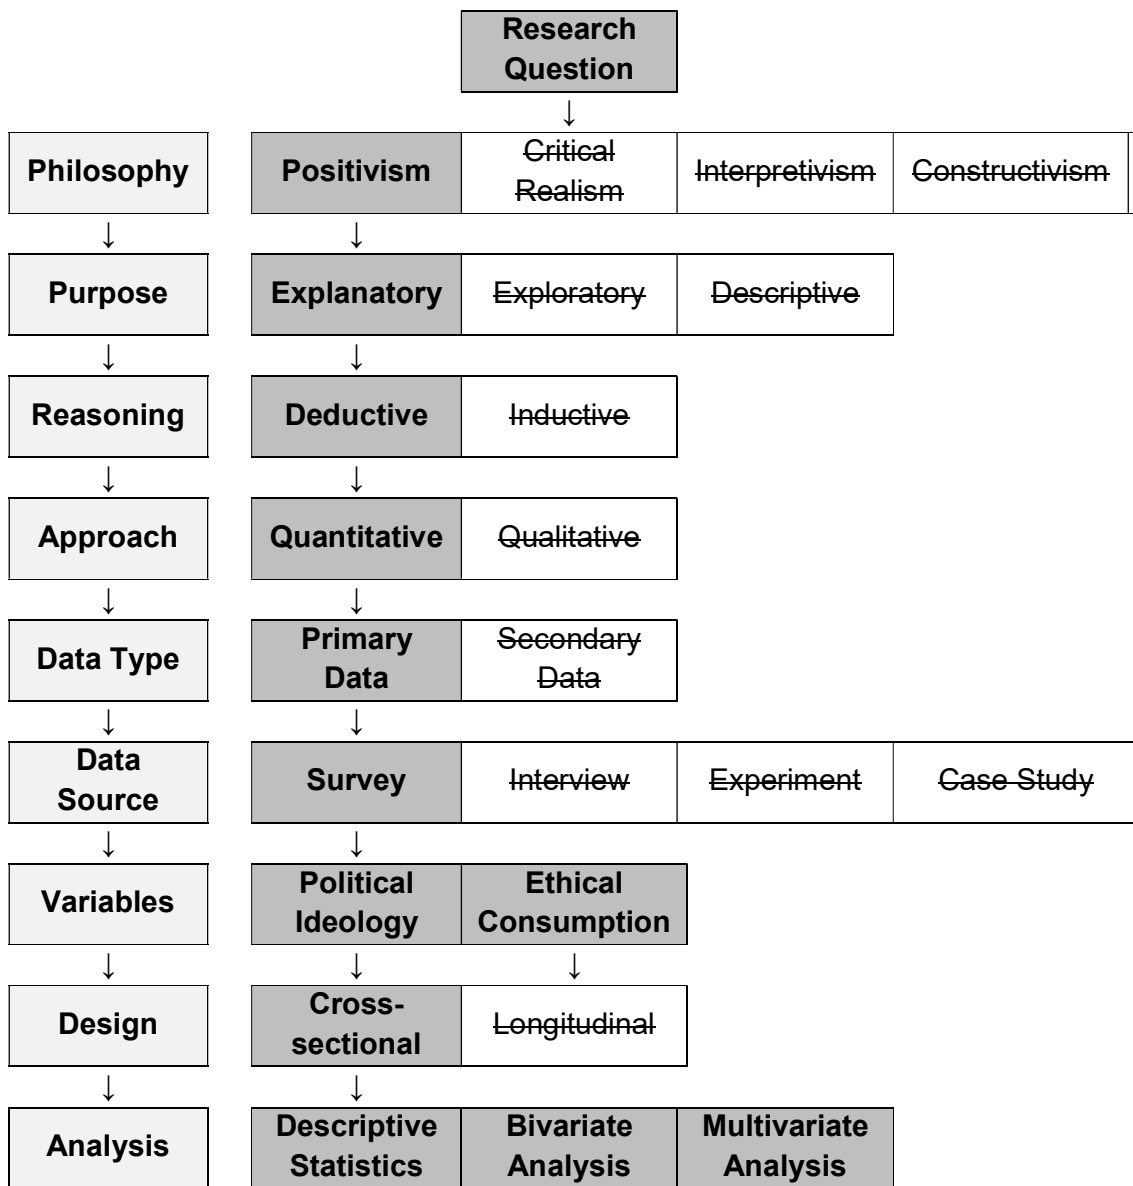 Research
Question
↓
Philosophy
Positivism
Critical
Realism
Interpretivism
Constructivism
↓ ↓
Purpose
Explanatory
Exploratory
Descriptive
↓ ↓
Reasoning
Deductive
Inductive
↓ ↓
Approach
Quantitative
Qualitative
↓ ↓
Data Type
Primary
Data
Secondary
Data
↓ ↓
Data
Source
Survey
Interview
Experiment
Case Study
↓ ↓
Variables
Political
Ideology
Ethical
Consumption
↓ ↓ ↓
Design
Cross-
sectional
Longitudinal
↓ ↓
Analysis
Descriptive
Statistics
Bivariate
Analysis
Multivariate
Analysis